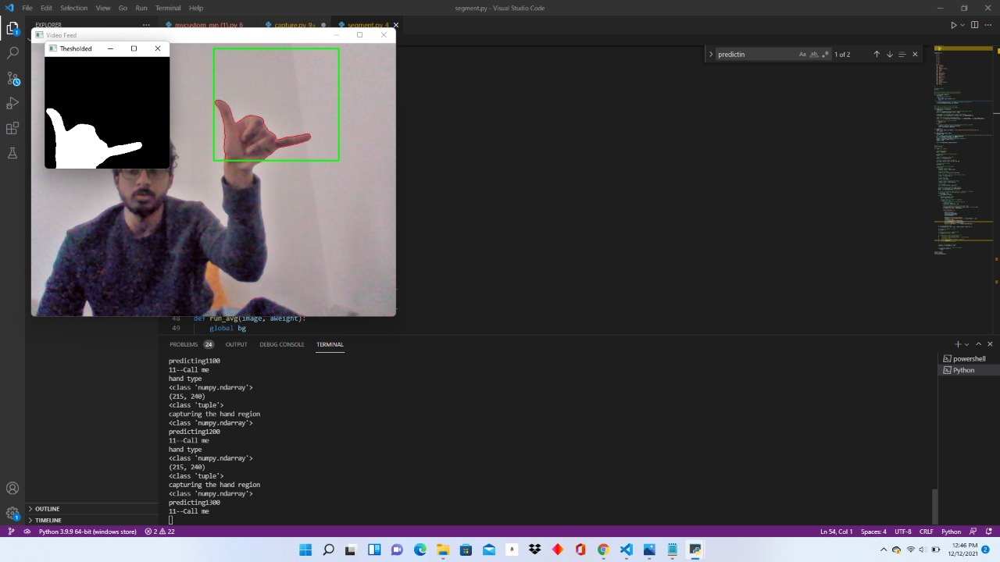 File Edit Selection View Go Run Terminal Help
segment.py - Visual Studio Code
EXPLORER
mycustom_mn (1).py 6
capture.py 9+
segment.py 4
Video Feed
Thesholded
predictin
Aa
1 of 2
48 def run_avg(image, aWeight):
49 global bg
PROBLEMS 24 OUTPUT DEBUG CONSOLE TERMINAL
predicting1100
11--Call me
hand type
<class 'numpy.ndarray'>
(215, 240)
<class 'tuple'>
capturing the hand region
<class 'numpy.ndarray'>
predicting1200
11--Call me
hand type
<class 'numpy.ndarray'>
(215, 240)
<class 'tuple'>
capturing the hand region
<class 'numpy.ndarray'>
predicting1300
11--Call me
powershell
Python
OUTLINE
TIMELINE
Python 3.9.9 64-bit (windows store) 2 22
Ln 54, Col 1 Spaces: 4 UTF-8 CRLF Python
12:46 PM
12/12/2021